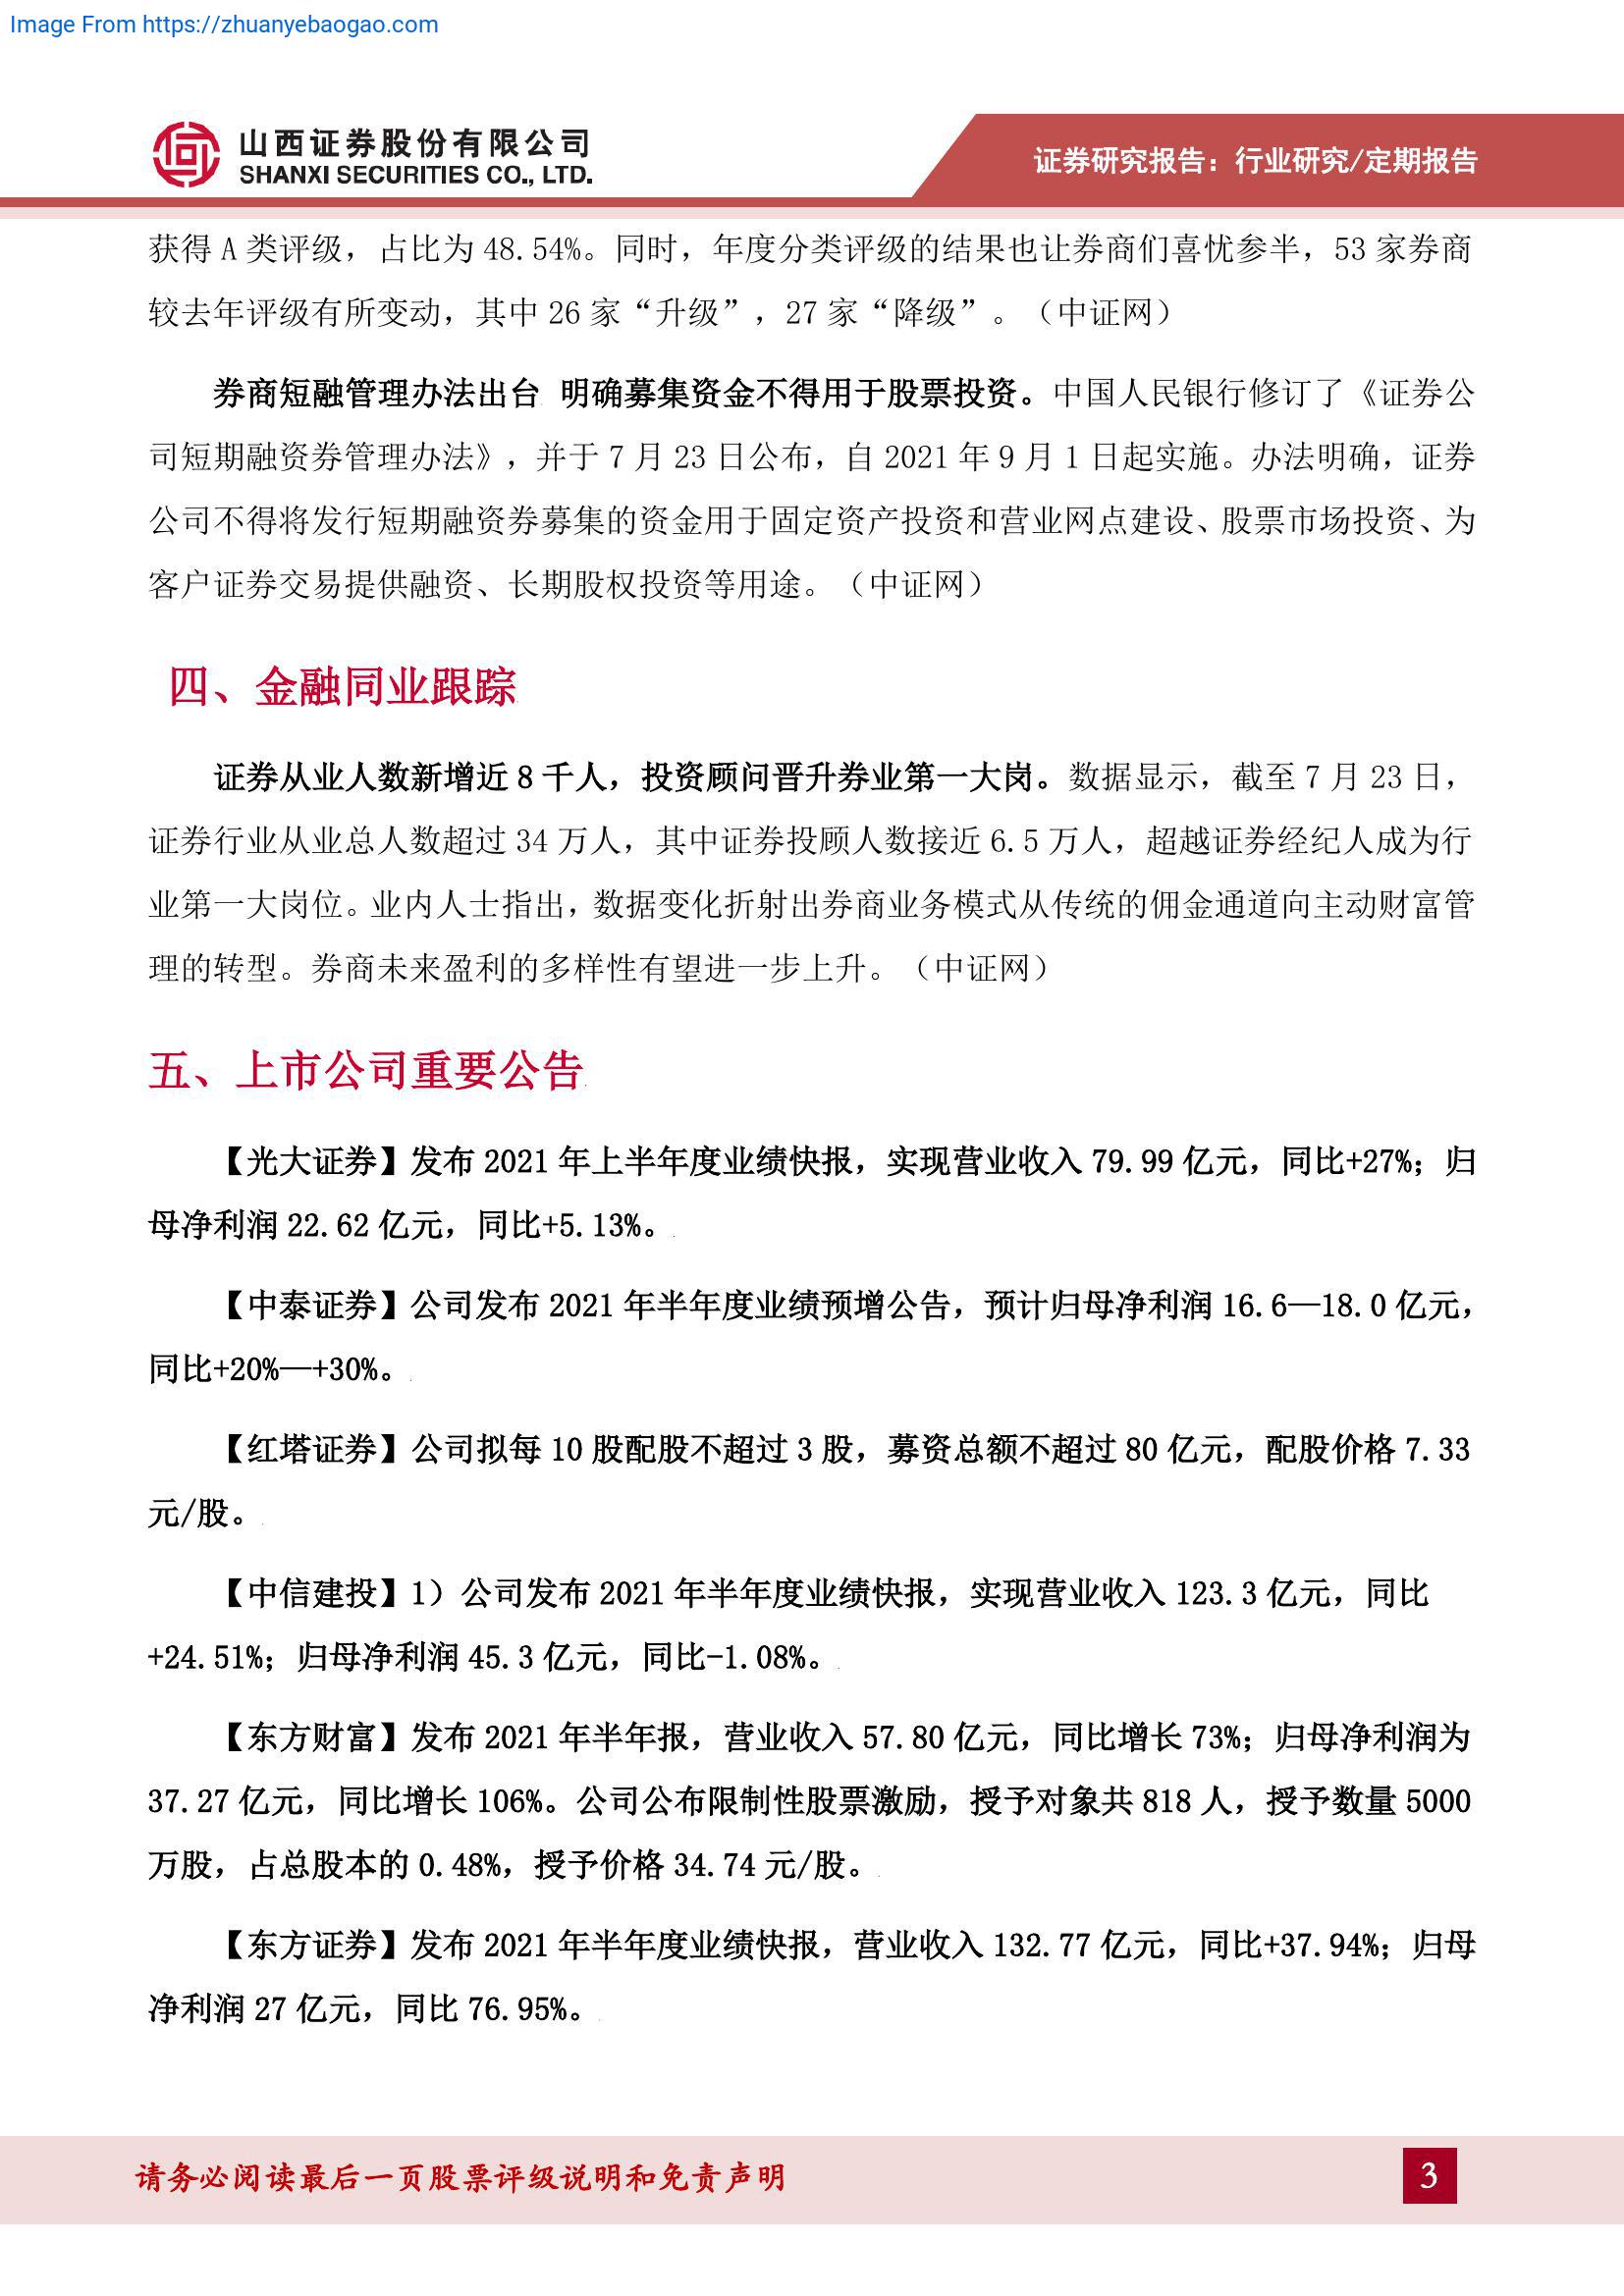 Image From https://zhuanyebaogao.com
山西证券股份有限公司
SHANXI SECURITIES CO., LTD.
证券研究报告：行业研究/定期报告
获得 A 类评级，占比为 48.54%。同时，年度分类评级的结果也让券商们喜忧参半，53 家券商
较去年评级有所变动，其中 26 家“升级”，27 家“降级”。（中证网）
券商短融管理办法出台 明确募集资金不得用于股票投资。中国人民银行修订了《证券公
司短期融资券管理办法》，并于 7 月 23 日公布，自 2021 年 9 月 1 日起实施。办法明确，证券
公司不得将发行短期融资券募集的资金用于固定资产投资和营业网点建设、股票市场投资、为
客户证券交易提供融资、长期股权投资等用途。（中证网）
四、金融同业跟踪
证券从业人数新增近 8 千人，投资顾问晋升券业第一大岗。数据显示，截至 7 月 23 日，
证券行业从业总人数超过 34 万人，其中证券投顾人数接近 6.5 万人，超越证券经纪人成为行
业第一大岗位。业内人士指出，数据变化折射出券商业务模式从传统的佣金通道向主动财富管
理的转型。券商未来盈利的多样性有望进一步上升。（中证网）
五、上市公司重要公告
【光大证券】发布 2021 年上半年度业绩快报，实现营业收入 79.99 亿元，同比+27%；归
母净利润 22.62 亿元，同比+5.13%。
【中泰证券】公司发布 2021 年半年度业绩预增公告，预计归母净利润 16.6—18.0 亿元，
同比+20%—+30%。
【红塔证券】公司拟每 10 股配股不超过 3 股，募资总额不超过 80 亿元，配股价格 7.33
元/股。
【中信建投】1）公司发布 2021 年半年度业绩快报，实现营业收入 123.3 亿元，同比
+24.51%；归母净利润 45.3 亿元，同比-1.08%。
【东方财富】发布 2021 年半年报，营业收入 57.80 亿元，同比增长 73%；归母净利润为
37.27 亿元，同比增长 106%。公司公布限制性股票激励，授予对象共 818 人，授予数量 5000
万股，占总股本的 0.48%，授予价格 34.74 元/股。
【东方证券】发布 2021 年半年度业绩快报，营业收入 132.77 亿元，同比+37.94%；归母
净利润 27 亿元，同比 76.95%。
请务必阅读最后一页股票评级说明和免责声明
3